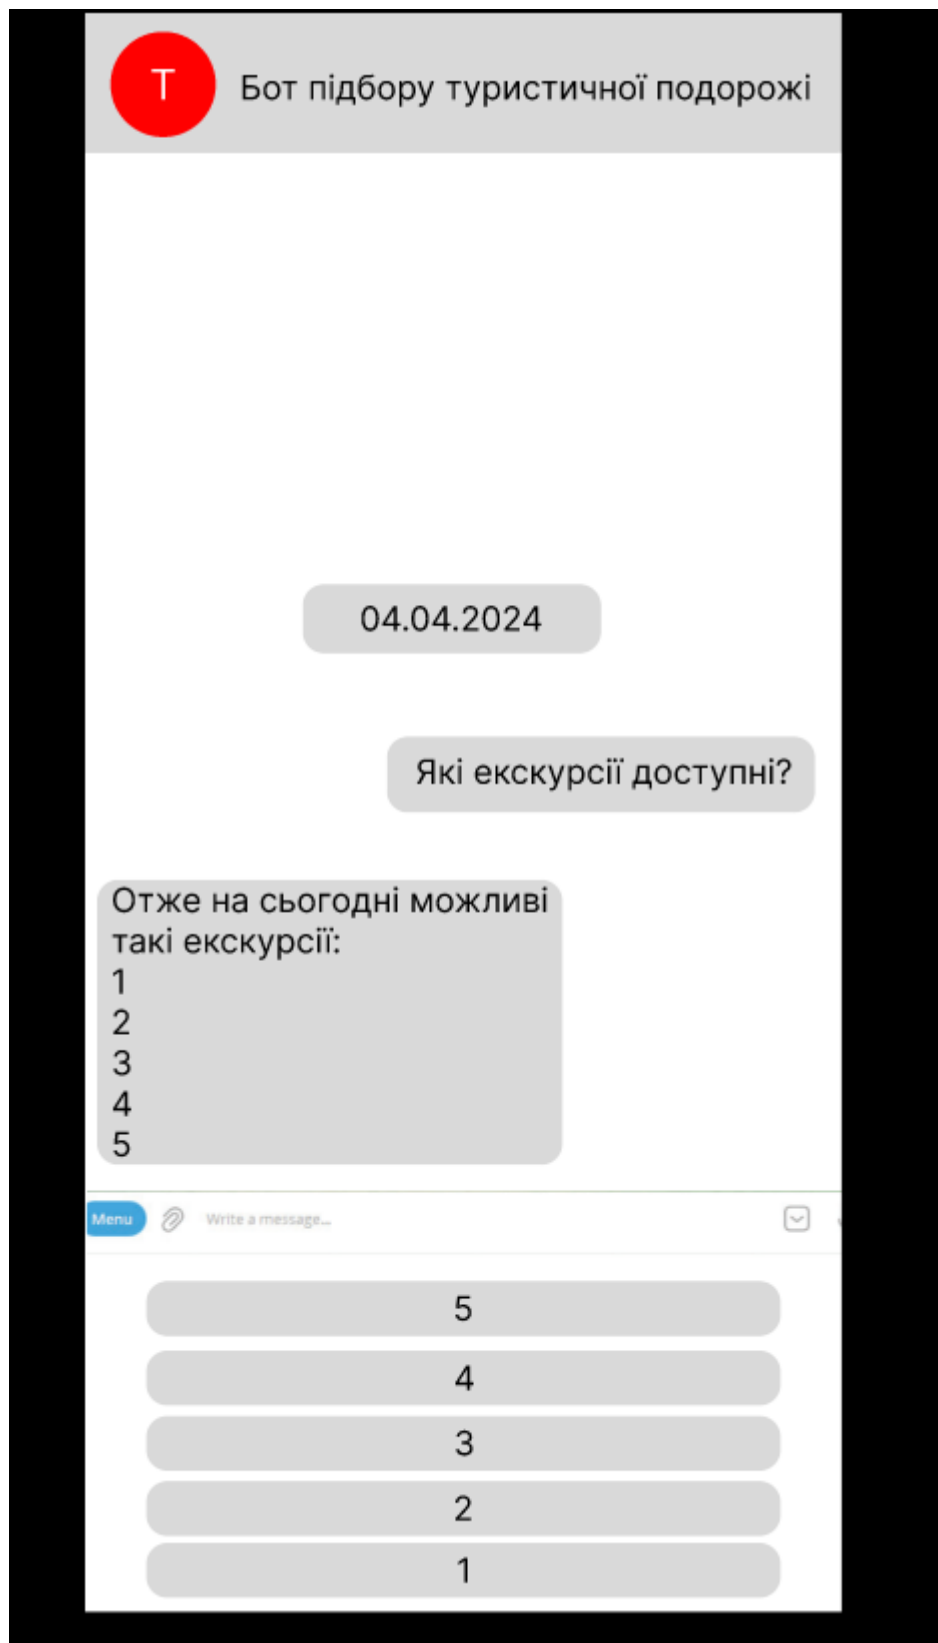 Т
Бот підбору туристичної подорожі
04.04.2024
Які екскурсії доступні?
Отже на сьогодні можливі
такі екскурсії:
1
2
3
4
5
Menu
Write a message...
5
4
3
2
1